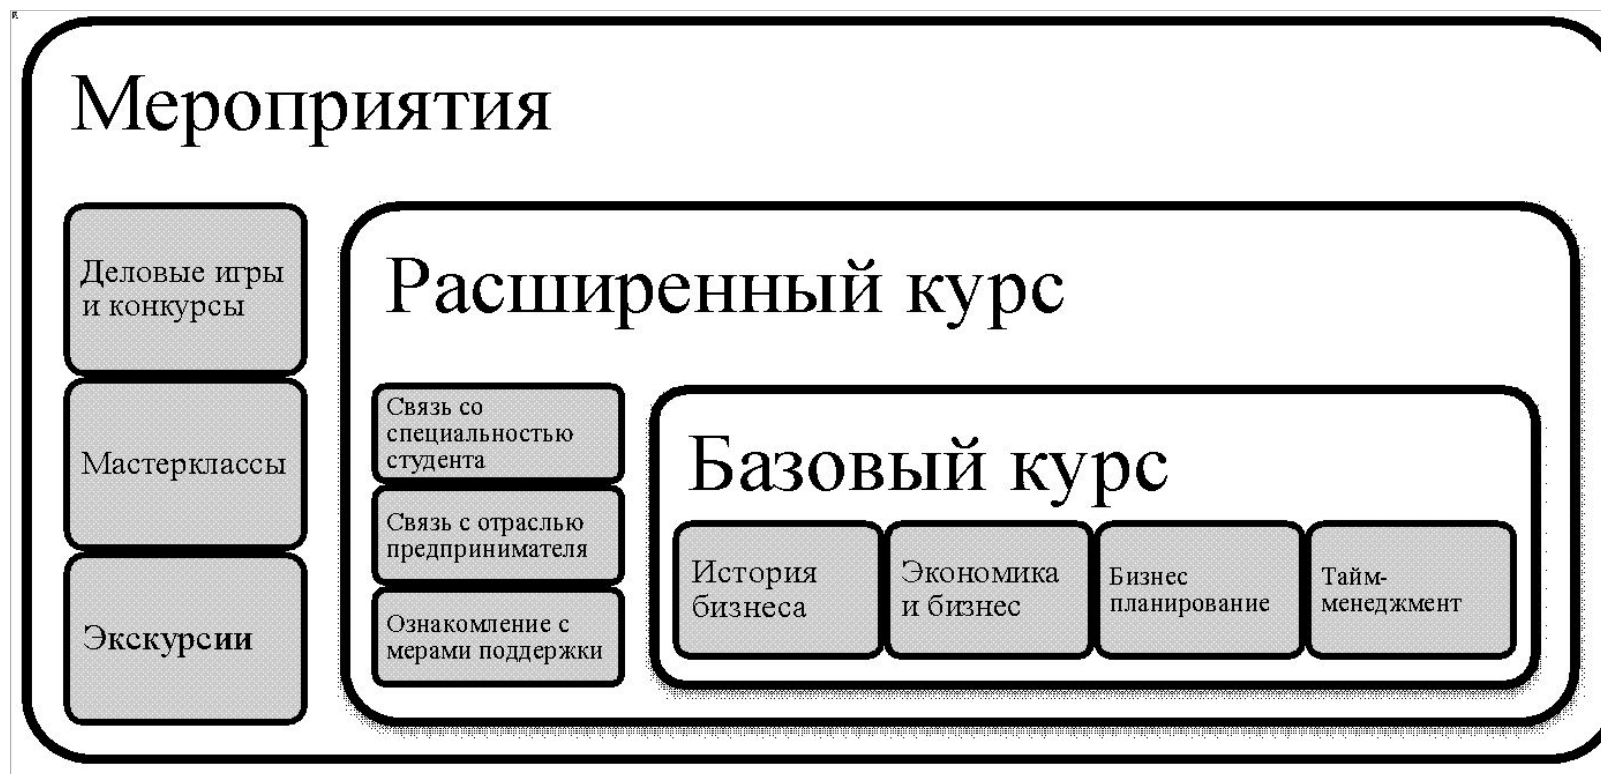 Мероприятия
Деловые игры
и конкурсы
Мастерклассы
Экскурсии
Расширенный курс
Связь со
специальностью
студента
Связь с отраслью
предпринимателя
Ознакомление с
мерами поддержки
Базовый курс
История
бизнеса
Экономика
и бизнес
Бизнес
планирование
Тайм-
менеджмент